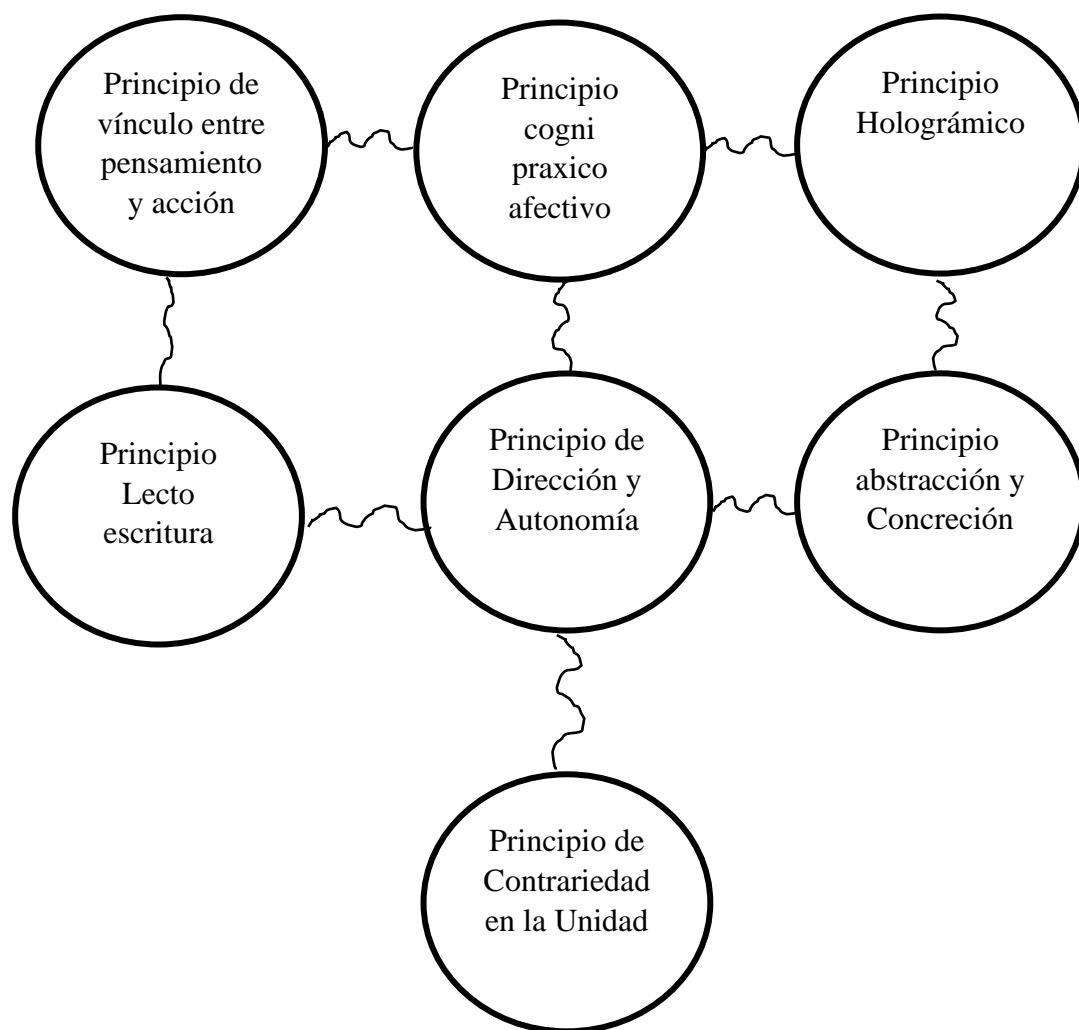 Principio de
vínculo entre
pensamiento
y acción
Principio
cogni
praxico
afectivo
Principio
Holográmico
Principio
Lecto
escritura
Principio de
Dirección y
Autonomía
Principio
abstracción y
Concreción
Principio de
Contrariedad
en la Unidad